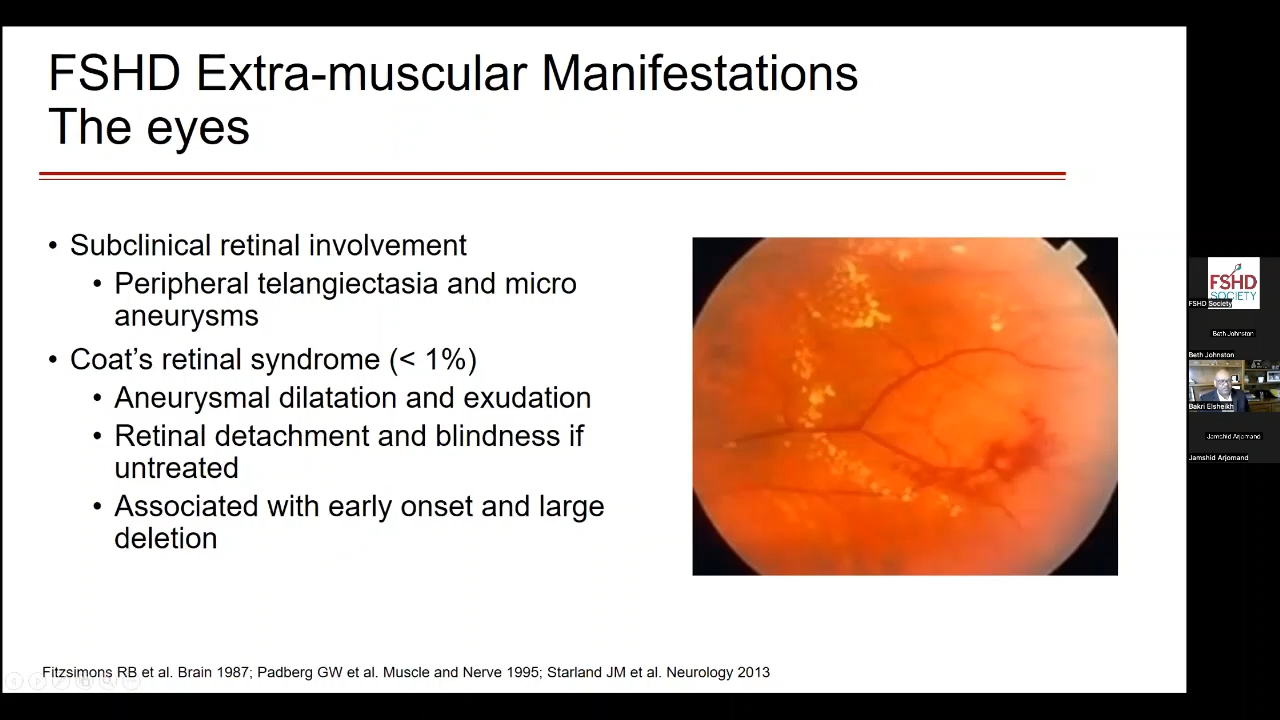 FSHD Extra-muscular Manifestations
The eyes
• Subclinical retinal involvement
• Peripheral telangiectasia and micro
aneurysms
• Coat's retinal syndrome (< 1%)
• Aneurysmal dilatation and exudation
• Retinal detachment and blindness if
untreated
• Associated with early onset and large
deletion
Fitzsimons RB et al. Brain 1987; Padberg GW et al. Muscle and Nerve 1995; Starland JM et al. Neurology 2013
FSHD
SOCIETY
FSHD Society
Beth Johnston
Beth Johnston
Bakri Elsheikh
Jamshid Arjomand
Jamshid Arjomand